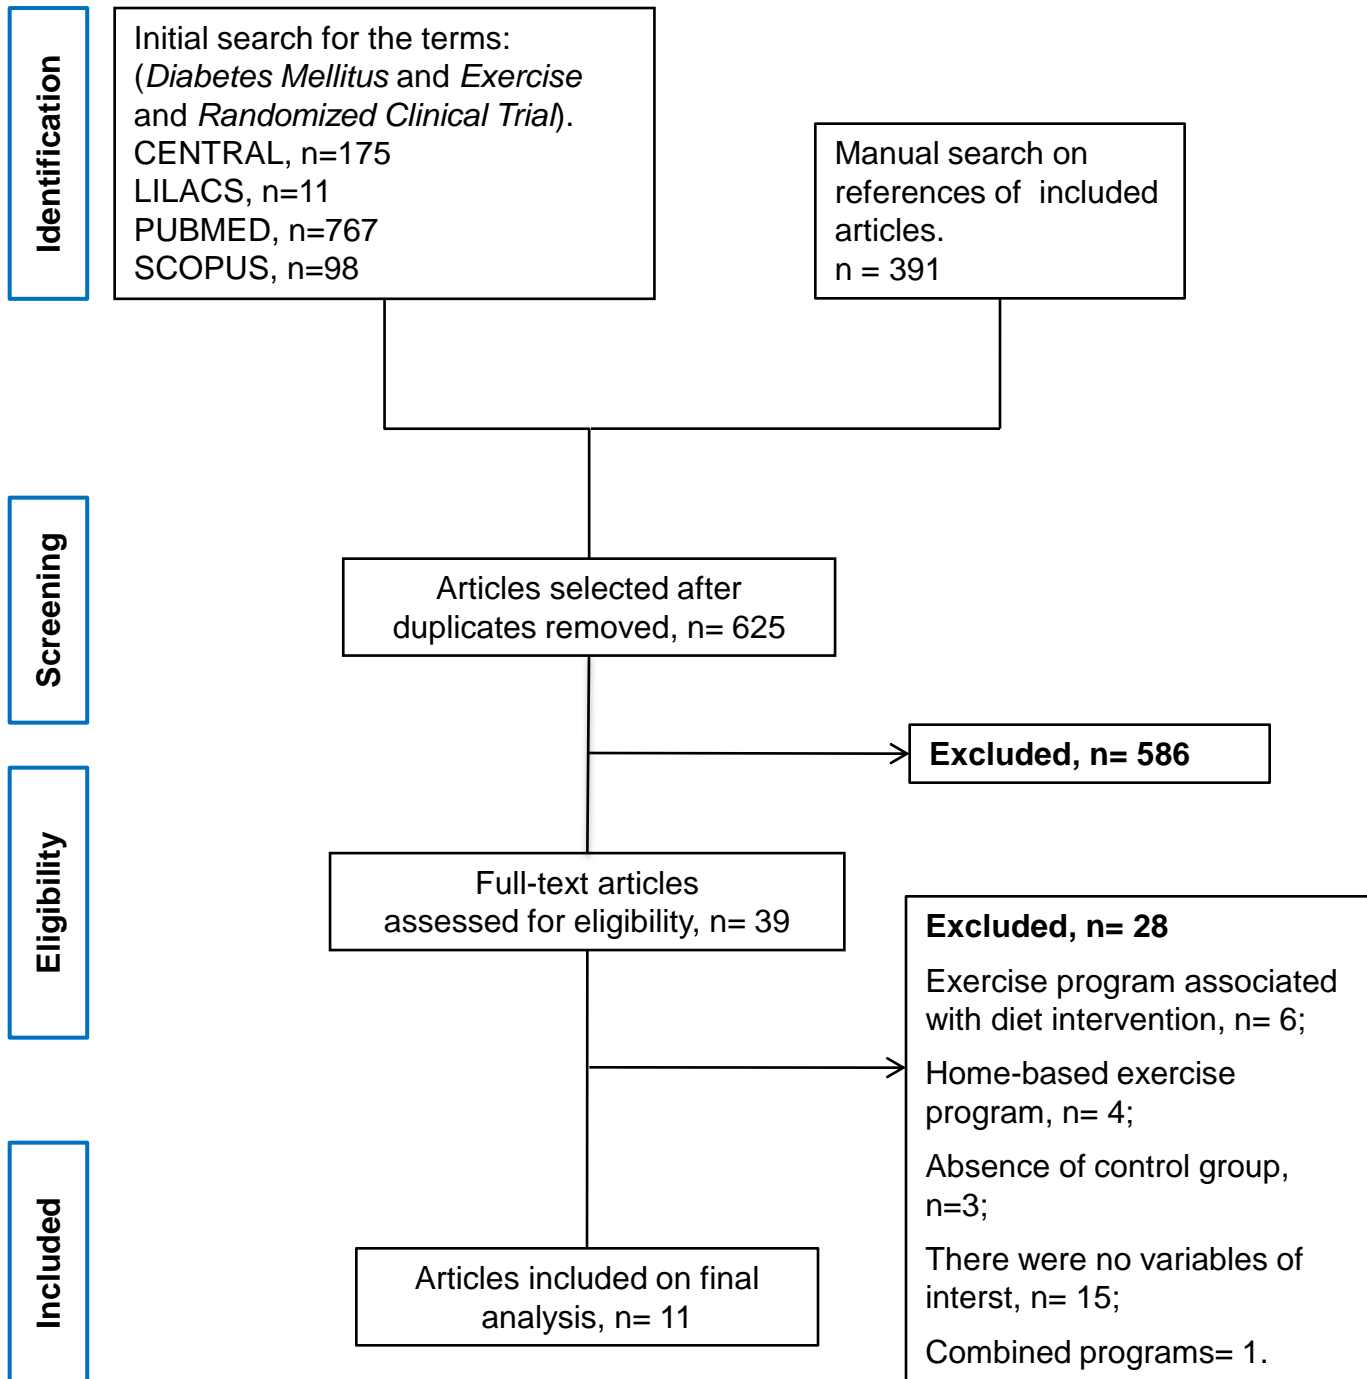 Identification
Initial search for the terms:
(Diabetes Mellitus and Exercise
and Randomized Clinical Trial).
CENTRAL, n=175
LILACS, n=11
PUBMED, n=767
SCOPUS, n=98
Manual search on
references of included
articles.
n = 391
Screening
Articles selected after
duplicates removed, n= 625
Excluded, n= 586
Eligibility
Full-text articles
assessed for eligibility, n= 39
Excluded, n= 28
Exercise program associated
with diet intervention, n= 6;
Home-based exercise
program, n= 4;
Absence of control group,
n=3;
There were no variables of
interst, n= 15;
Combined programs= 1.
Included
Articles included on final
analysis, n= 11